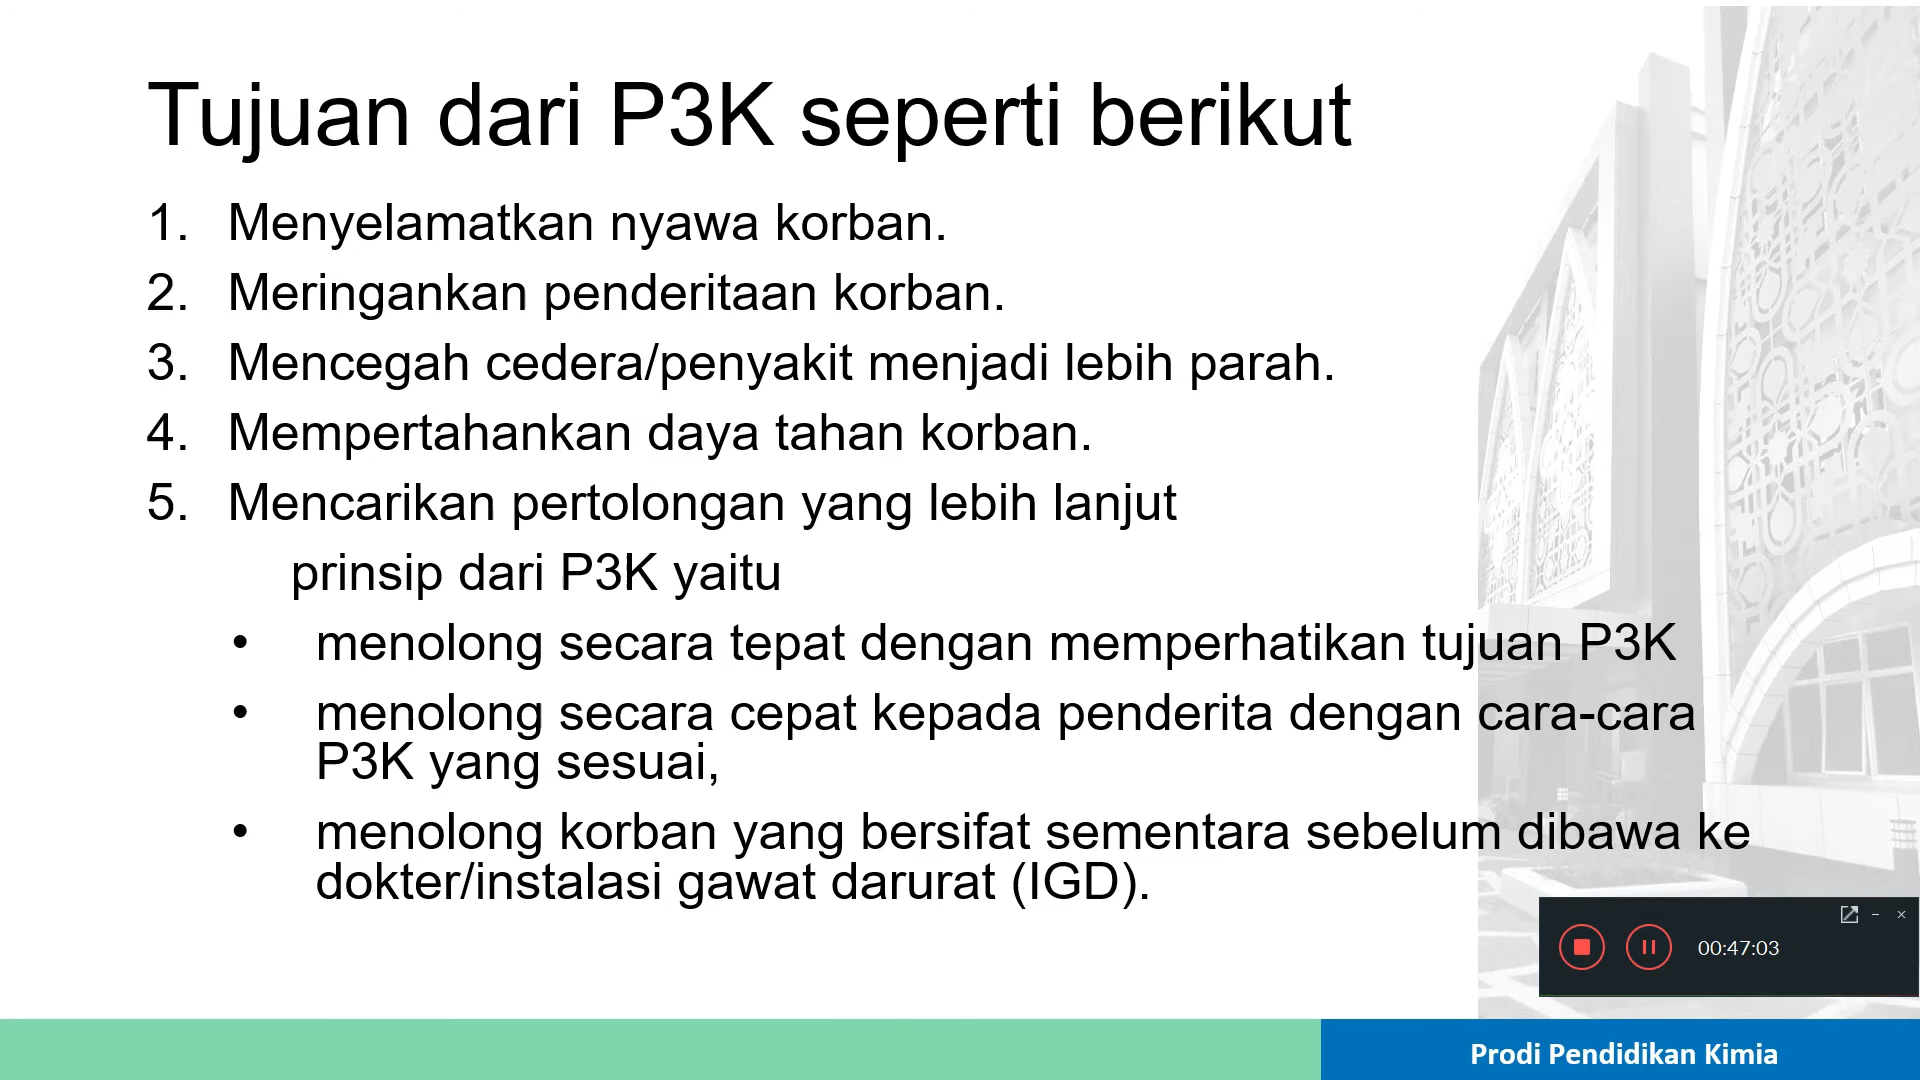 Tujuan dari P3K seperti berikut
1. Menyelamatkan nyawa korban.
2. Meringankan penderitaan korban.
3. Mencegah cedera/penyakit menjadi lebih parah.
4. Mempertahankan daya tahan korban.
5. Mencarikan pertolongan yang lebih lanjut
prinsip dari P3K yaitu
• menolong secara tepat dengan memperhatikan tujuan P3K
• menolong secara cepat kepada penderita dengan cara-cara
P3K yang sesuai,
• menolong korban yang bersifat sementara sebelum dibawa ke
dokter/instalasi gawat darurat (IGD).
00:47:03
Prodi Pendidikan Kimia